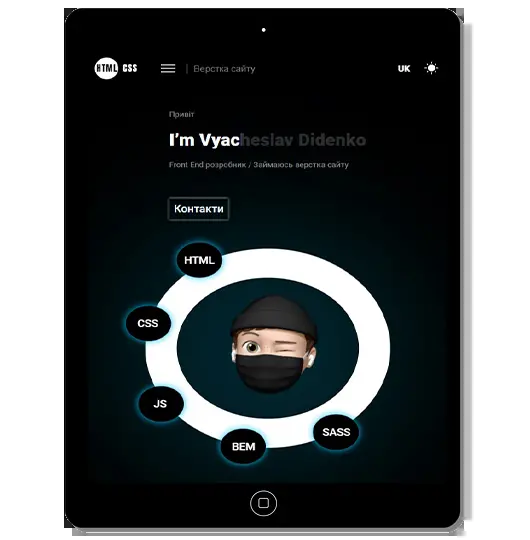 HTML CSS
| Верстка сайту
UK
Привіт
I'm Vyacheslav Didenko
Front End розробник / Займаюсь верстка сайту
Контакти
HTML
CSS
JS
BEM
SASS